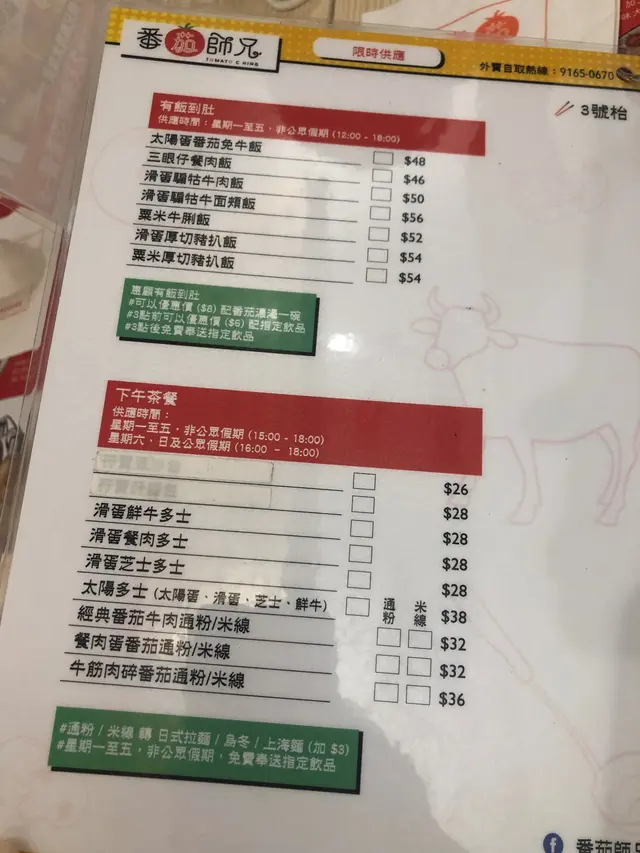 番茄師兄
TOMATO C HING
限時供應
外賣自取熱線：9165-0670
3號枱
有飯到肚
供應時間：星期一至五，非公眾假期 (12:00 - 18:00)
太陽蛋番茄免牛飯 $48
三眼仔餐肉飯 $46
滑蛋騸牯牛肉飯 $50
滑蛋騸牯牛面頰飯 $56
粟米牛脷飯 $52
滑蛋厚切豬扒飯 $54
粟米厚切豬扒飯 $54
惠顧有飯到肚
#可以優惠價 ($8) 配番茄濃湯一碗
#3點前可以優惠價 ($6) 配指定飲品
#3點後免費奉送指定飲品
下午茶餐
供應時間：
星期一至五，非公眾假期 (15:00 - 18:00)
星期六、日及公眾假期 (16:00 - 18:00)
$26
$28
滑蛋鮮牛多士 $28
滑蛋餐肉多士 $28
滑蛋芝士多士 $28
太陽多士 (太陽蛋、滑蛋、芝士、鮮牛) $38
通粉 米線
經典番茄牛肉通粉/米線 $32
餐肉蛋番茄通粉/米線 $32
牛筋肉碎番茄通粉/米線 $36
#通粉 / 米線 轉 日式拉麵 / 烏冬 / 上海麵 (加 $3)
#星期一至五，非公眾假期，免費奉送指定飲品
番茄師兄